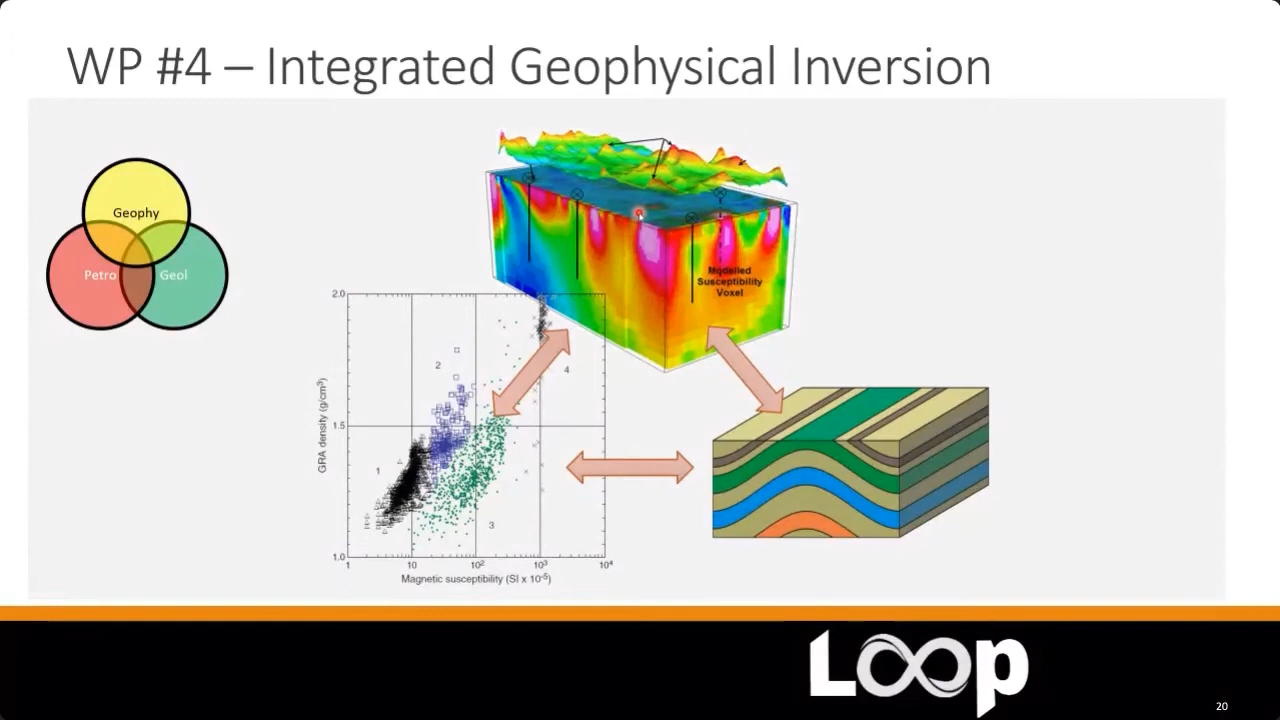 WP #4 – Integrated Geophysical Inversion
Geophy
Petro
Geol
Modelled
Susceptibility
Voxel
2.0
1.5
1.0
GRA density (g/cm³)
1
2
3
4
1
10
10²
10³
10⁴
Magnetic susceptibility (SI x 10⁻⁵)
Loop
20